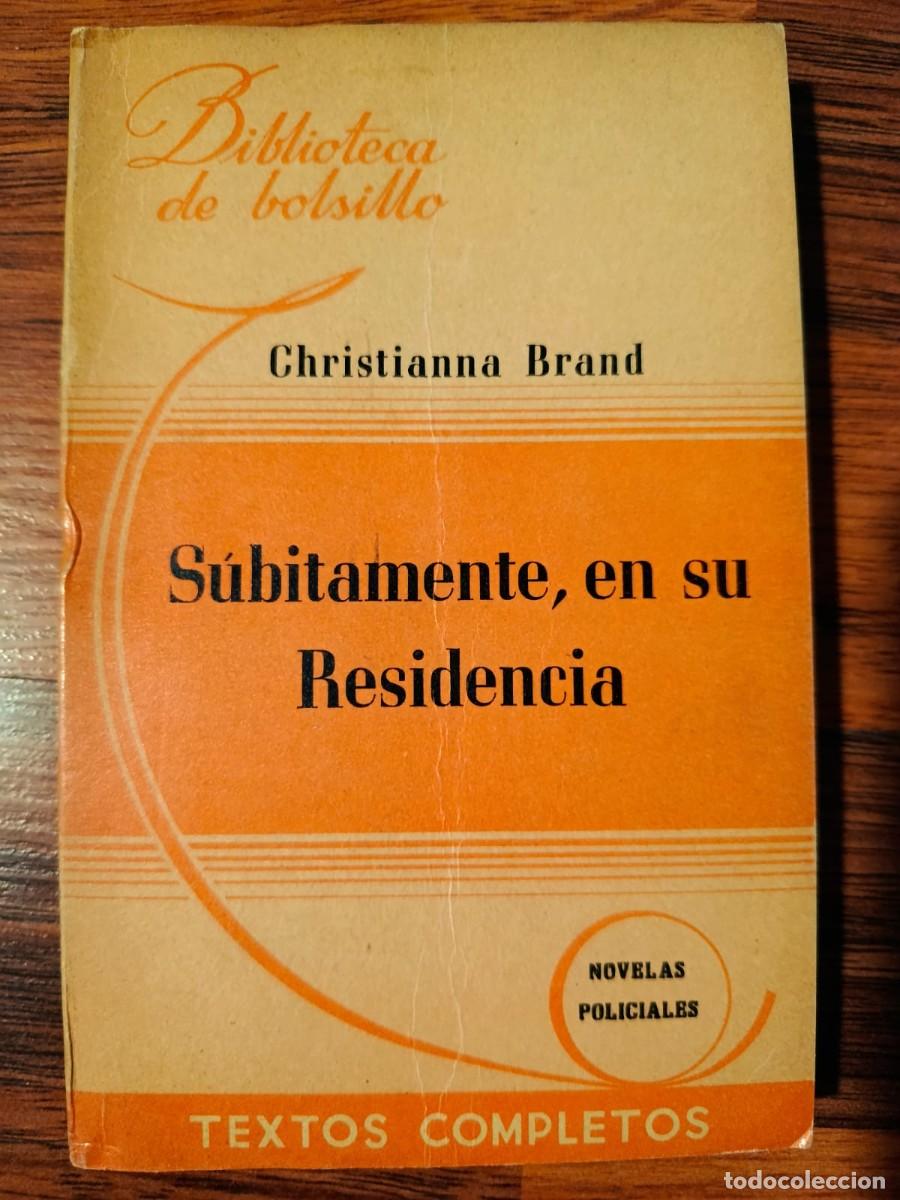 Biblioteca
de bolsillo
Christianna Brand
Súbitamente, en su
Residencia
NOVELAS
POLICIALES
TEXTOS COMPLETOS
todocoleccion